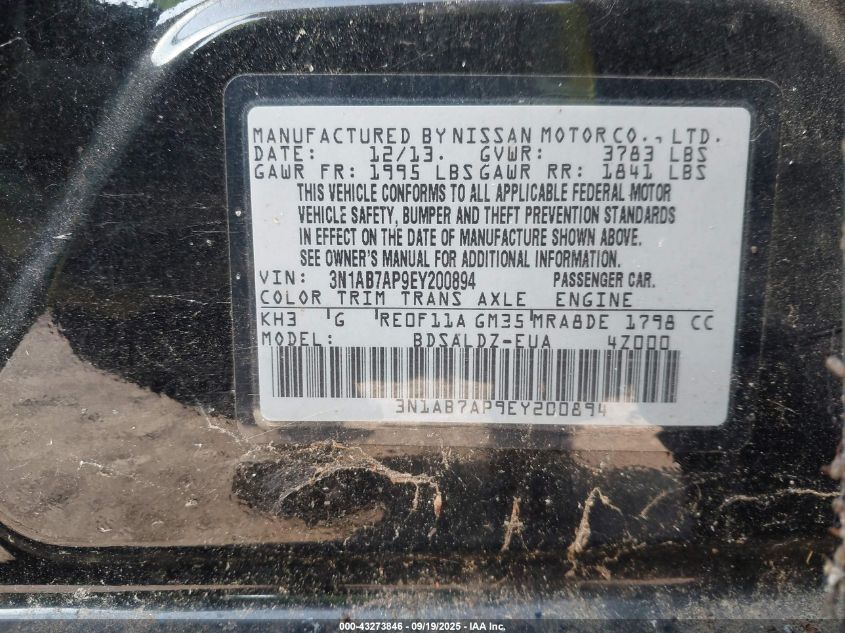 MANUFACTURED BY NISSAN MOTOR CO., LTD.
DATE: 12/13. GVWR: 3783 LBS
GAWR FR: 1995 LBS GAWR RR: 1841 LBS
THIS VEHICLE CONFORMS TO ALL APPLICABLE FEDERAL MOTOR
VEHICLE SAFETY, BUMPER AND THEFT PREVENTION STANDARDS
IN EFFECT ON THE DATE OF MANUFACTURE SHOWN ABOVE.
SEE OWNER'S MANUAL FOR ADDITIONAL INFORMATION.
VIN: 3N1AB7AP9EY200894 PASSENGER CAR.
COLOR TRIM TRANS AXLE ENGINE
KH3 G RE0F11A GM35 MRA8DE 1798 CC
MODEL: BDSALDZ-EUA 4Z000
3N1AB7AP9EY200894
000-43273846 - 09/19/2025 - IAA Inc.